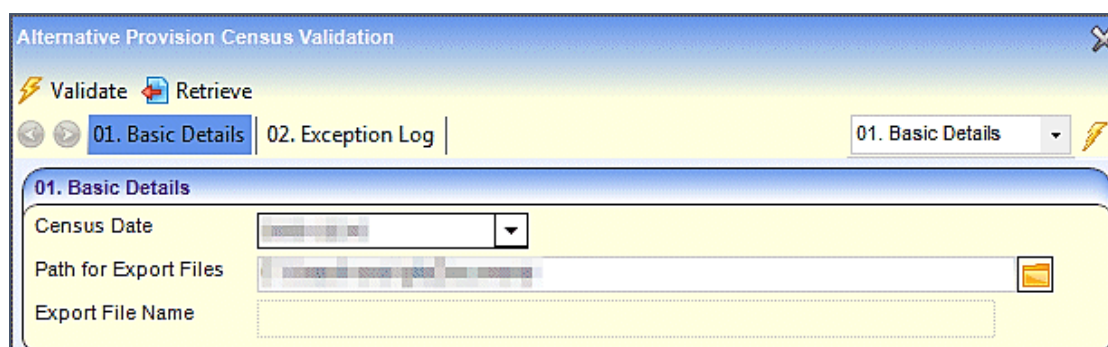 Alternative Provision Census Validation
Validate Retrieve
01. Basic Details 02. Exception Log 01. Basic Details
01. Basic Details
Census Date
Path for Export Files
Export File Name